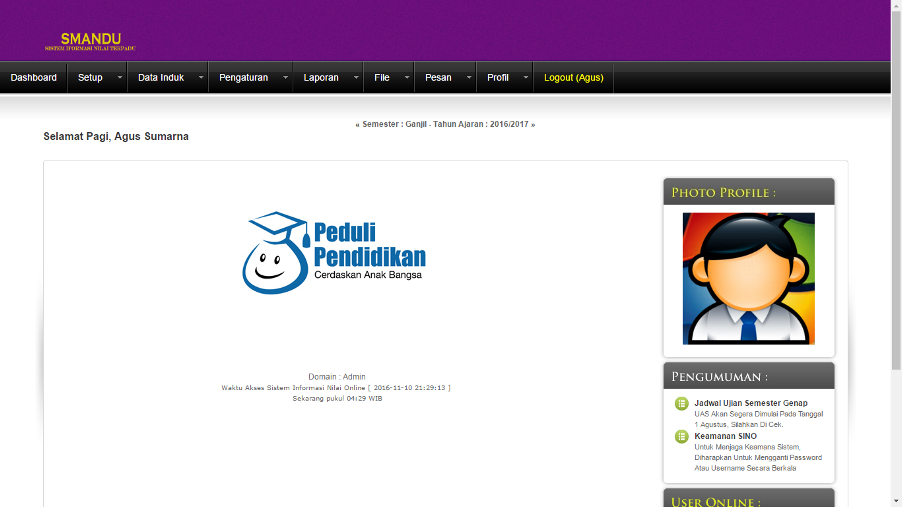 SMANDU
SISTEM IFORMASI NILAI TERPADU
Dashboard Setup Data Induk Pengaturan Laporan File Pesan Profil Logout (Agus)
« Semester : Ganjil - Tahun Ajaran : 2016/2017 »
Selamat Pagi, Agus Sumarna
Peduli
Pendidikan
Cerdaskan Anak Bangsa
Domain : Admin
Waktu Akses Sistem Informasi Nilai Online [ 2016-11-10 21:29:13 ]
Sekarang pukul 04:29 WIB
Photo Profile :
Pengumuman :
Jadwal Ujian Semester Genap
UAS Akan Segera Dimulai Pada Tanggal
1 Agustus, Silahkan Di Cek.
Keamanan SINO
Untuk Menjaga Keamana Sistem,
Diharapkan Untuk Mengganti Password
Atau Username Secara Berkala
User Online :